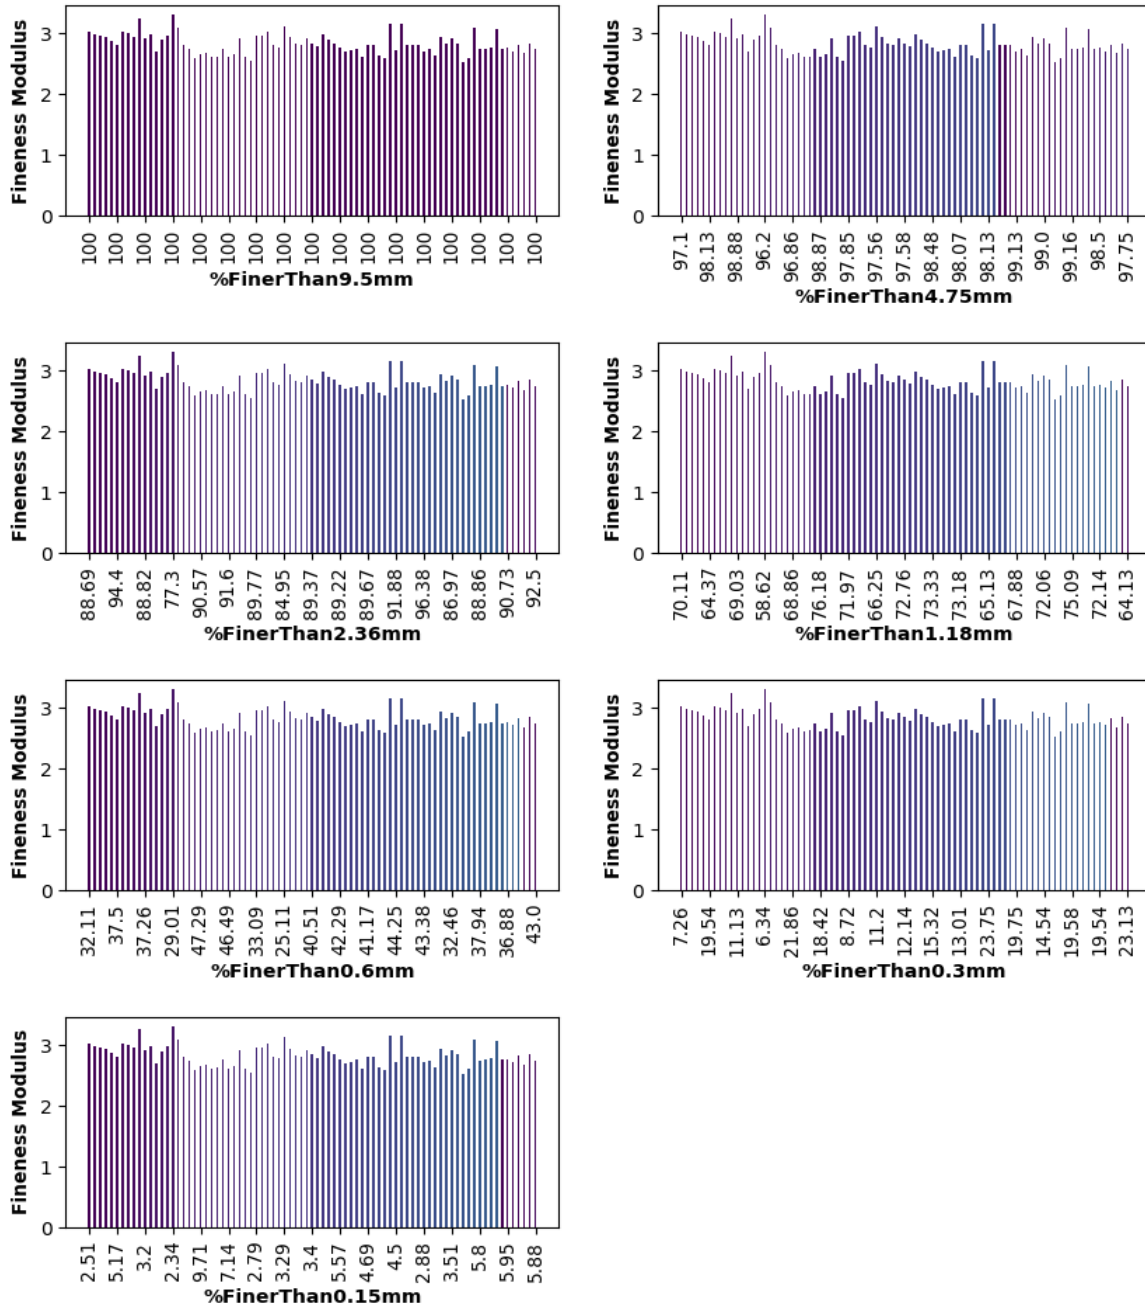 Fineness Modulus
3
2
1
0
100 100 100 100 100 100 100 100 100 100 100 100 100 100 100 100 100
%FinerThan9.5mm
Fineness Modulus
3
2
1
0
97.1 98.13 98.88 96.2 96.86 98.87 97.85 97.56 97.58 98.48 98.07 98.13 99.13 99.0 99.16 98.5 97.75
%FinerThan4.75mm
Fineness Modulus
3
2
1
0
88.69 94.4 88.82 77.3 90.57 91.6 89.77 84.95 89.37 89.22 89.67 91.88 96.38 86.97 88.86 90.73 92.5
%FinerThan2.36mm
Fineness Modulus
3
2
1
0
70.11 64.37 69.03 58.62 68.86 76.18 71.97 66.25 72.76 73.33 73.18 65.13 67.88 72.06 75.09 72.14 64.13
%FinerThan1.18mm
Fineness Modulus
3
2
1
0
32.11 37.5 37.26 29.01 47.29 46.49 33.09 25.11 40.51 42.29 41.17 44.25 43.38 32.46 37.94 36.88 43.0
%FinerThan0.6mm
Fineness Modulus
3
2
1
0
7.26 19.54 11.13 6.34 21.86 18.42 8.72 11.2 12.14 15.32 13.01 23.75 19.75 14.54 19.58 19.54 23.13
%FinerThan0.3mm
Fineness Modulus
3
2
1
0
2.51 5.17 3.2 2.34 9.71 7.14 2.79 3.29 3.4 5.57 4.69 4.5 2.88 3.51 5.8 5.95 5.88
%FinerThan0.15mm